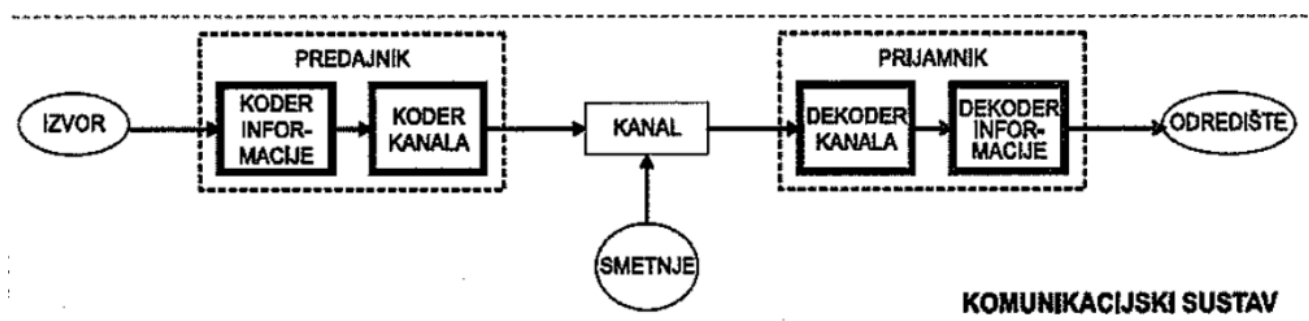 PREDAJNIK
PRIJAMNIK
IZVOR
KODER
INFOR-
MACIJE
KODER
KANALA
KANAL
DEKODER
KANALA
DEKODER
INFOR-
MACIJE
ODREDIŠTE
SMETNJE
KOMUNIKACIJSKI SUSTAV